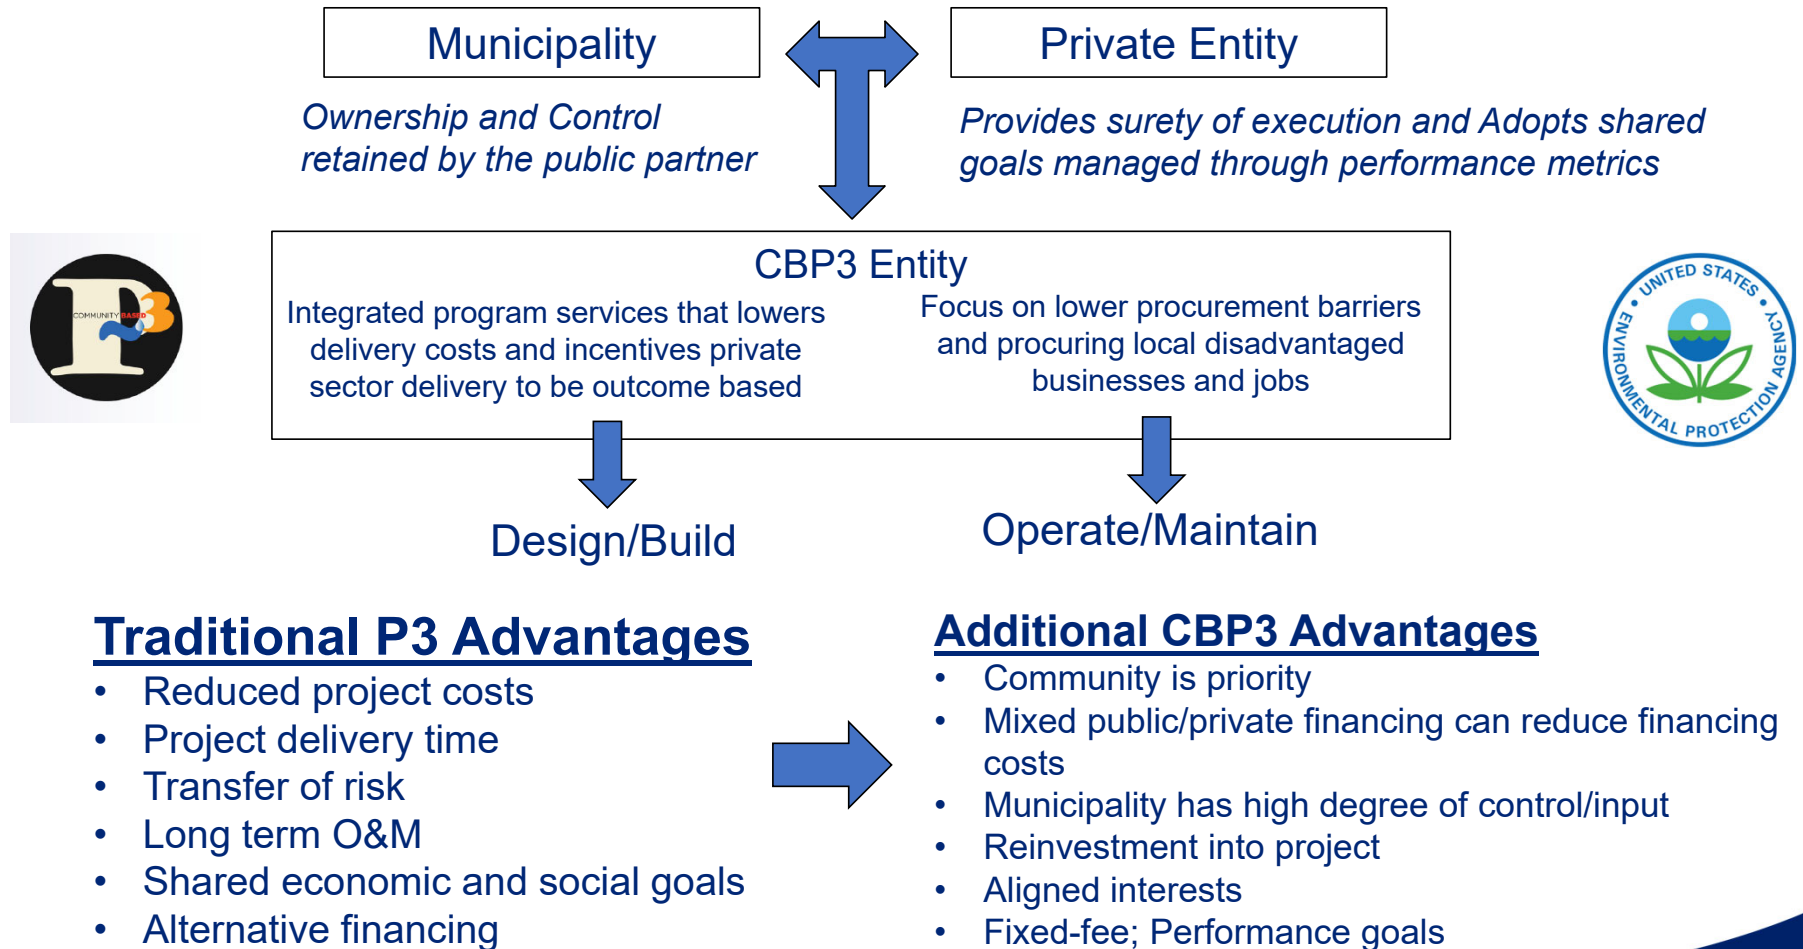 Municipality
Private Entity
Ownership and Control
retained by the public partner
Provides surety of execution and Adopts shared
goals managed through performance metrics
COMMUNITY BASED
P3
CBP3 Entity
Integrated program services that lowers
delivery costs and incentives private
sector delivery to be outcome based
Focus on lower procurement barriers
and procuring local disadvantaged
businesses and jobs
UNITED STATES
ENVIRONMENTAL PROTECTION AGENCY
Design/Build
Operate/Maintain
Traditional P3 Advantages
• Reduced project costs
• Project delivery time
• Transfer of risk
• Long term O&M
• Shared economic and social goals
• Alternative financing
Additional CBP3 Advantages
• Community is priority
• Mixed public/private financing can reduce financing
costs
• Municipality has high degree of control/input
• Reinvestment into project
• Aligned interests
• Fixed-fee; Performance goals